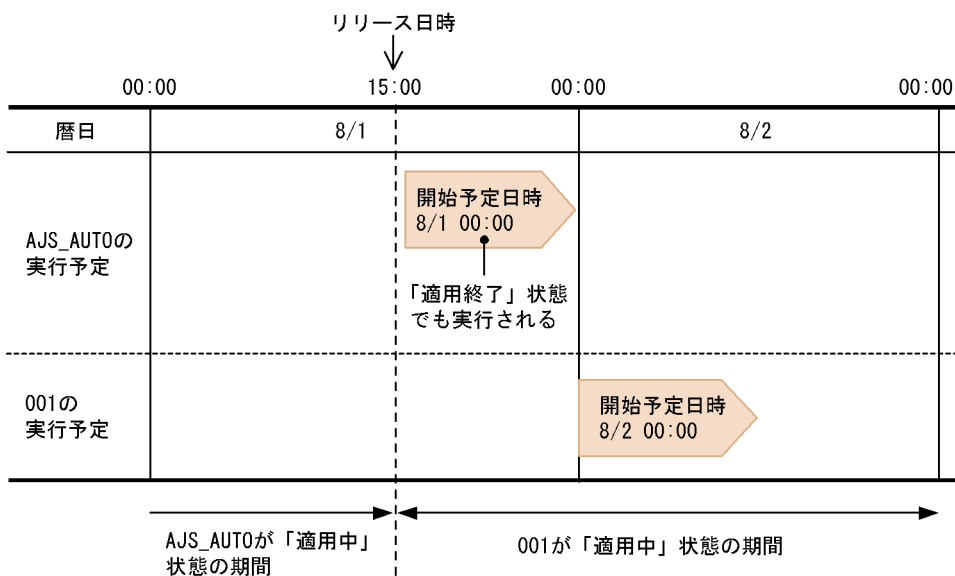 リリース日時
00:00
15:00
00:00
00:00
暦日
8/1
8/2
AJS_AUTOの
実行予定
開始予定日時
8/1 00:00
「適用終了」状態
でも実行される
001の
実行予定
開始予定日時
8/2 00:00
AJS_AUTOが「適用中」
状態の期間
001が「適用中」状態の期間